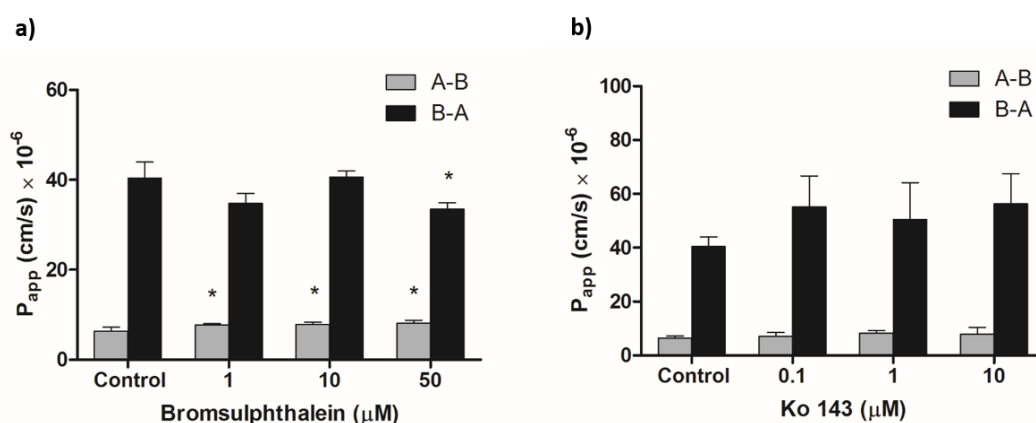 a)
A-B
B-A
60
40
20
0
Papp (cm/s) × 10-6
*
*
*
*
Control
1
10
50
Bromsulphthalein (µM)
b)
A-B
B-A
100
80
60
40
20
0
Papp (cm/s) × 10-6
Control
0.1
1
10
Ko 143 (µM)